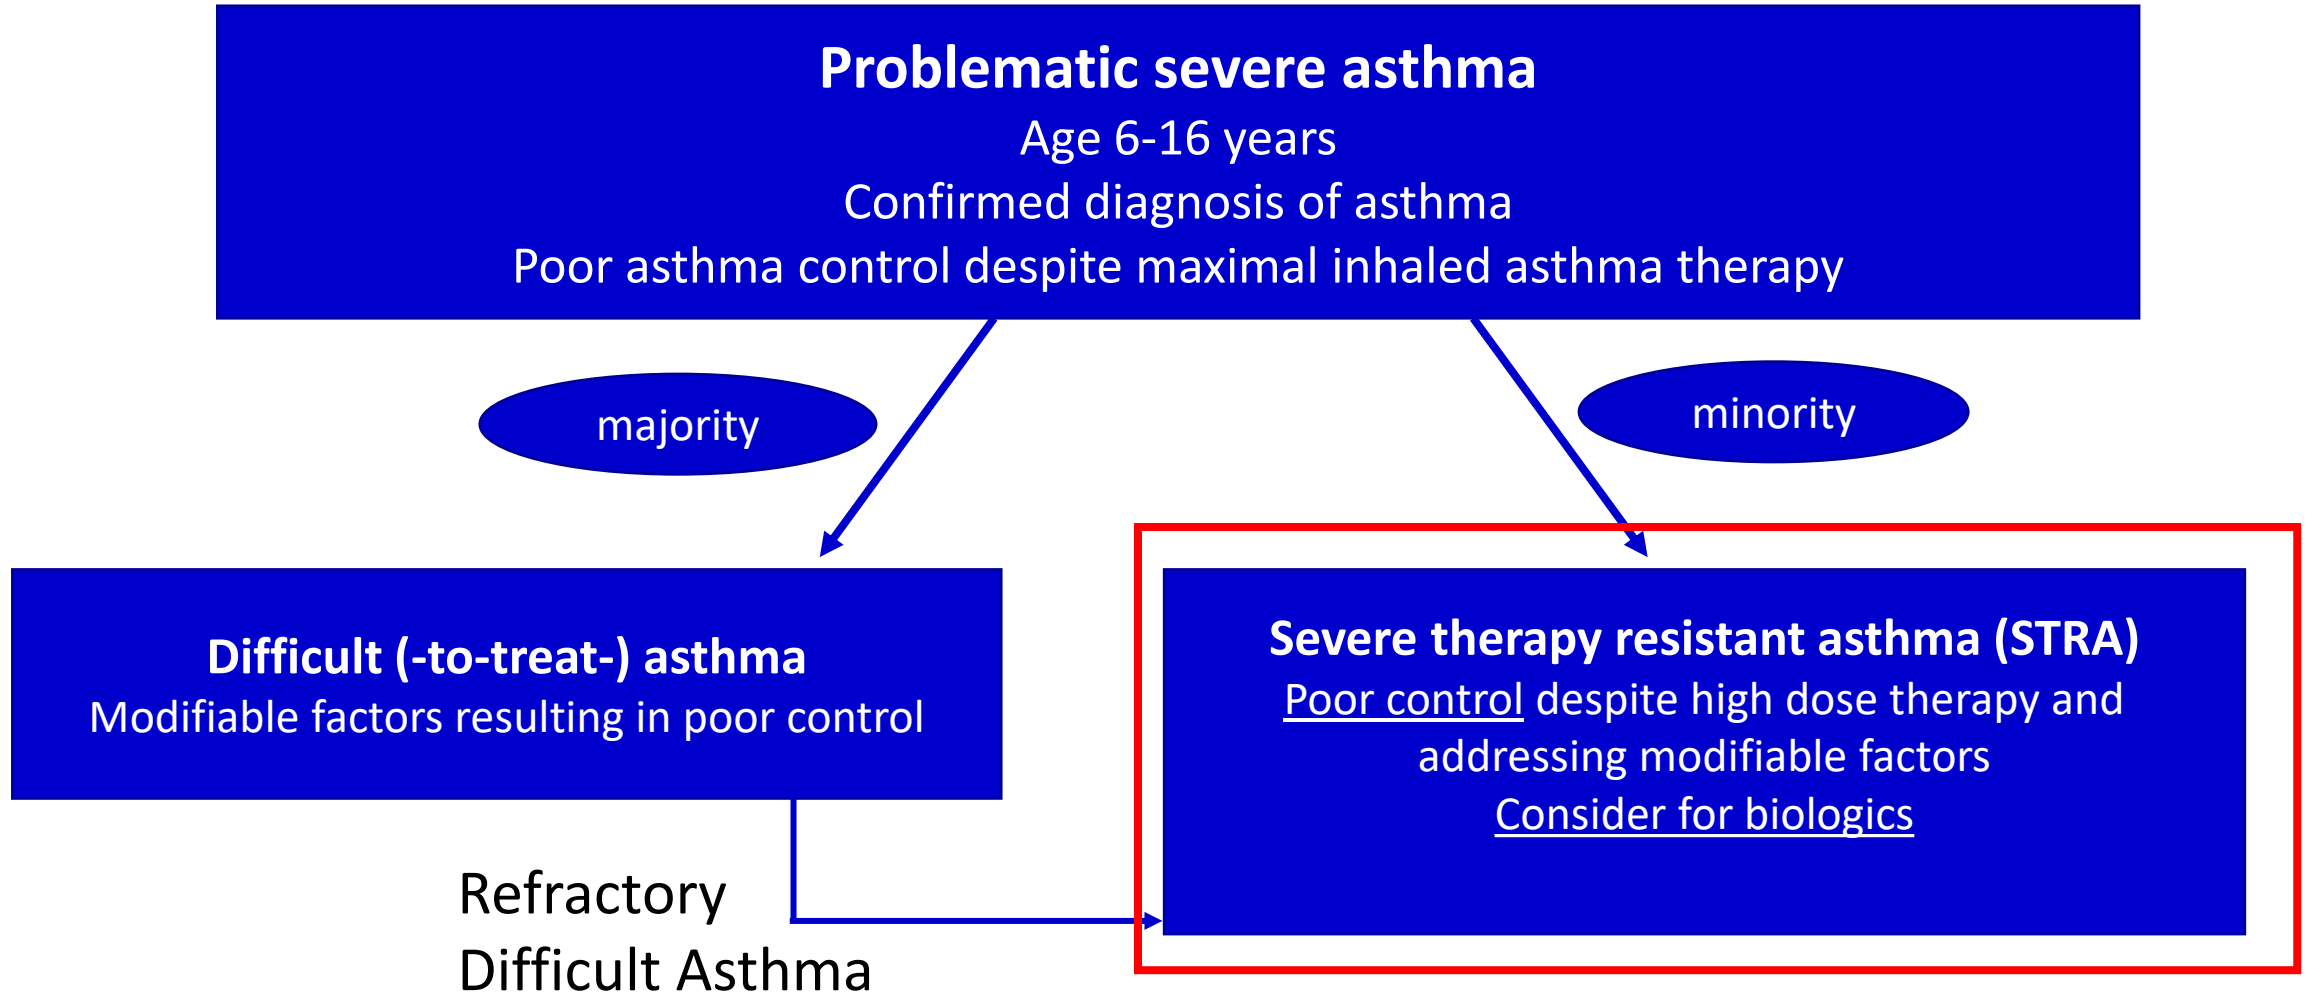 Problematic severe asthma
Age 6-16 years
Confirmed diagnosis of asthma
Poor asthma control despite maximal inhaled asthma therapy
majority
minority
Difficult (-to-treat-) asthma
Modifiable factors resulting in poor control
Severe therapy resistant asthma (STRA)
Poor control despite high dose therapy and
addressing modifiable factors
Consider for biologics
Refractory
Difficult Asthma